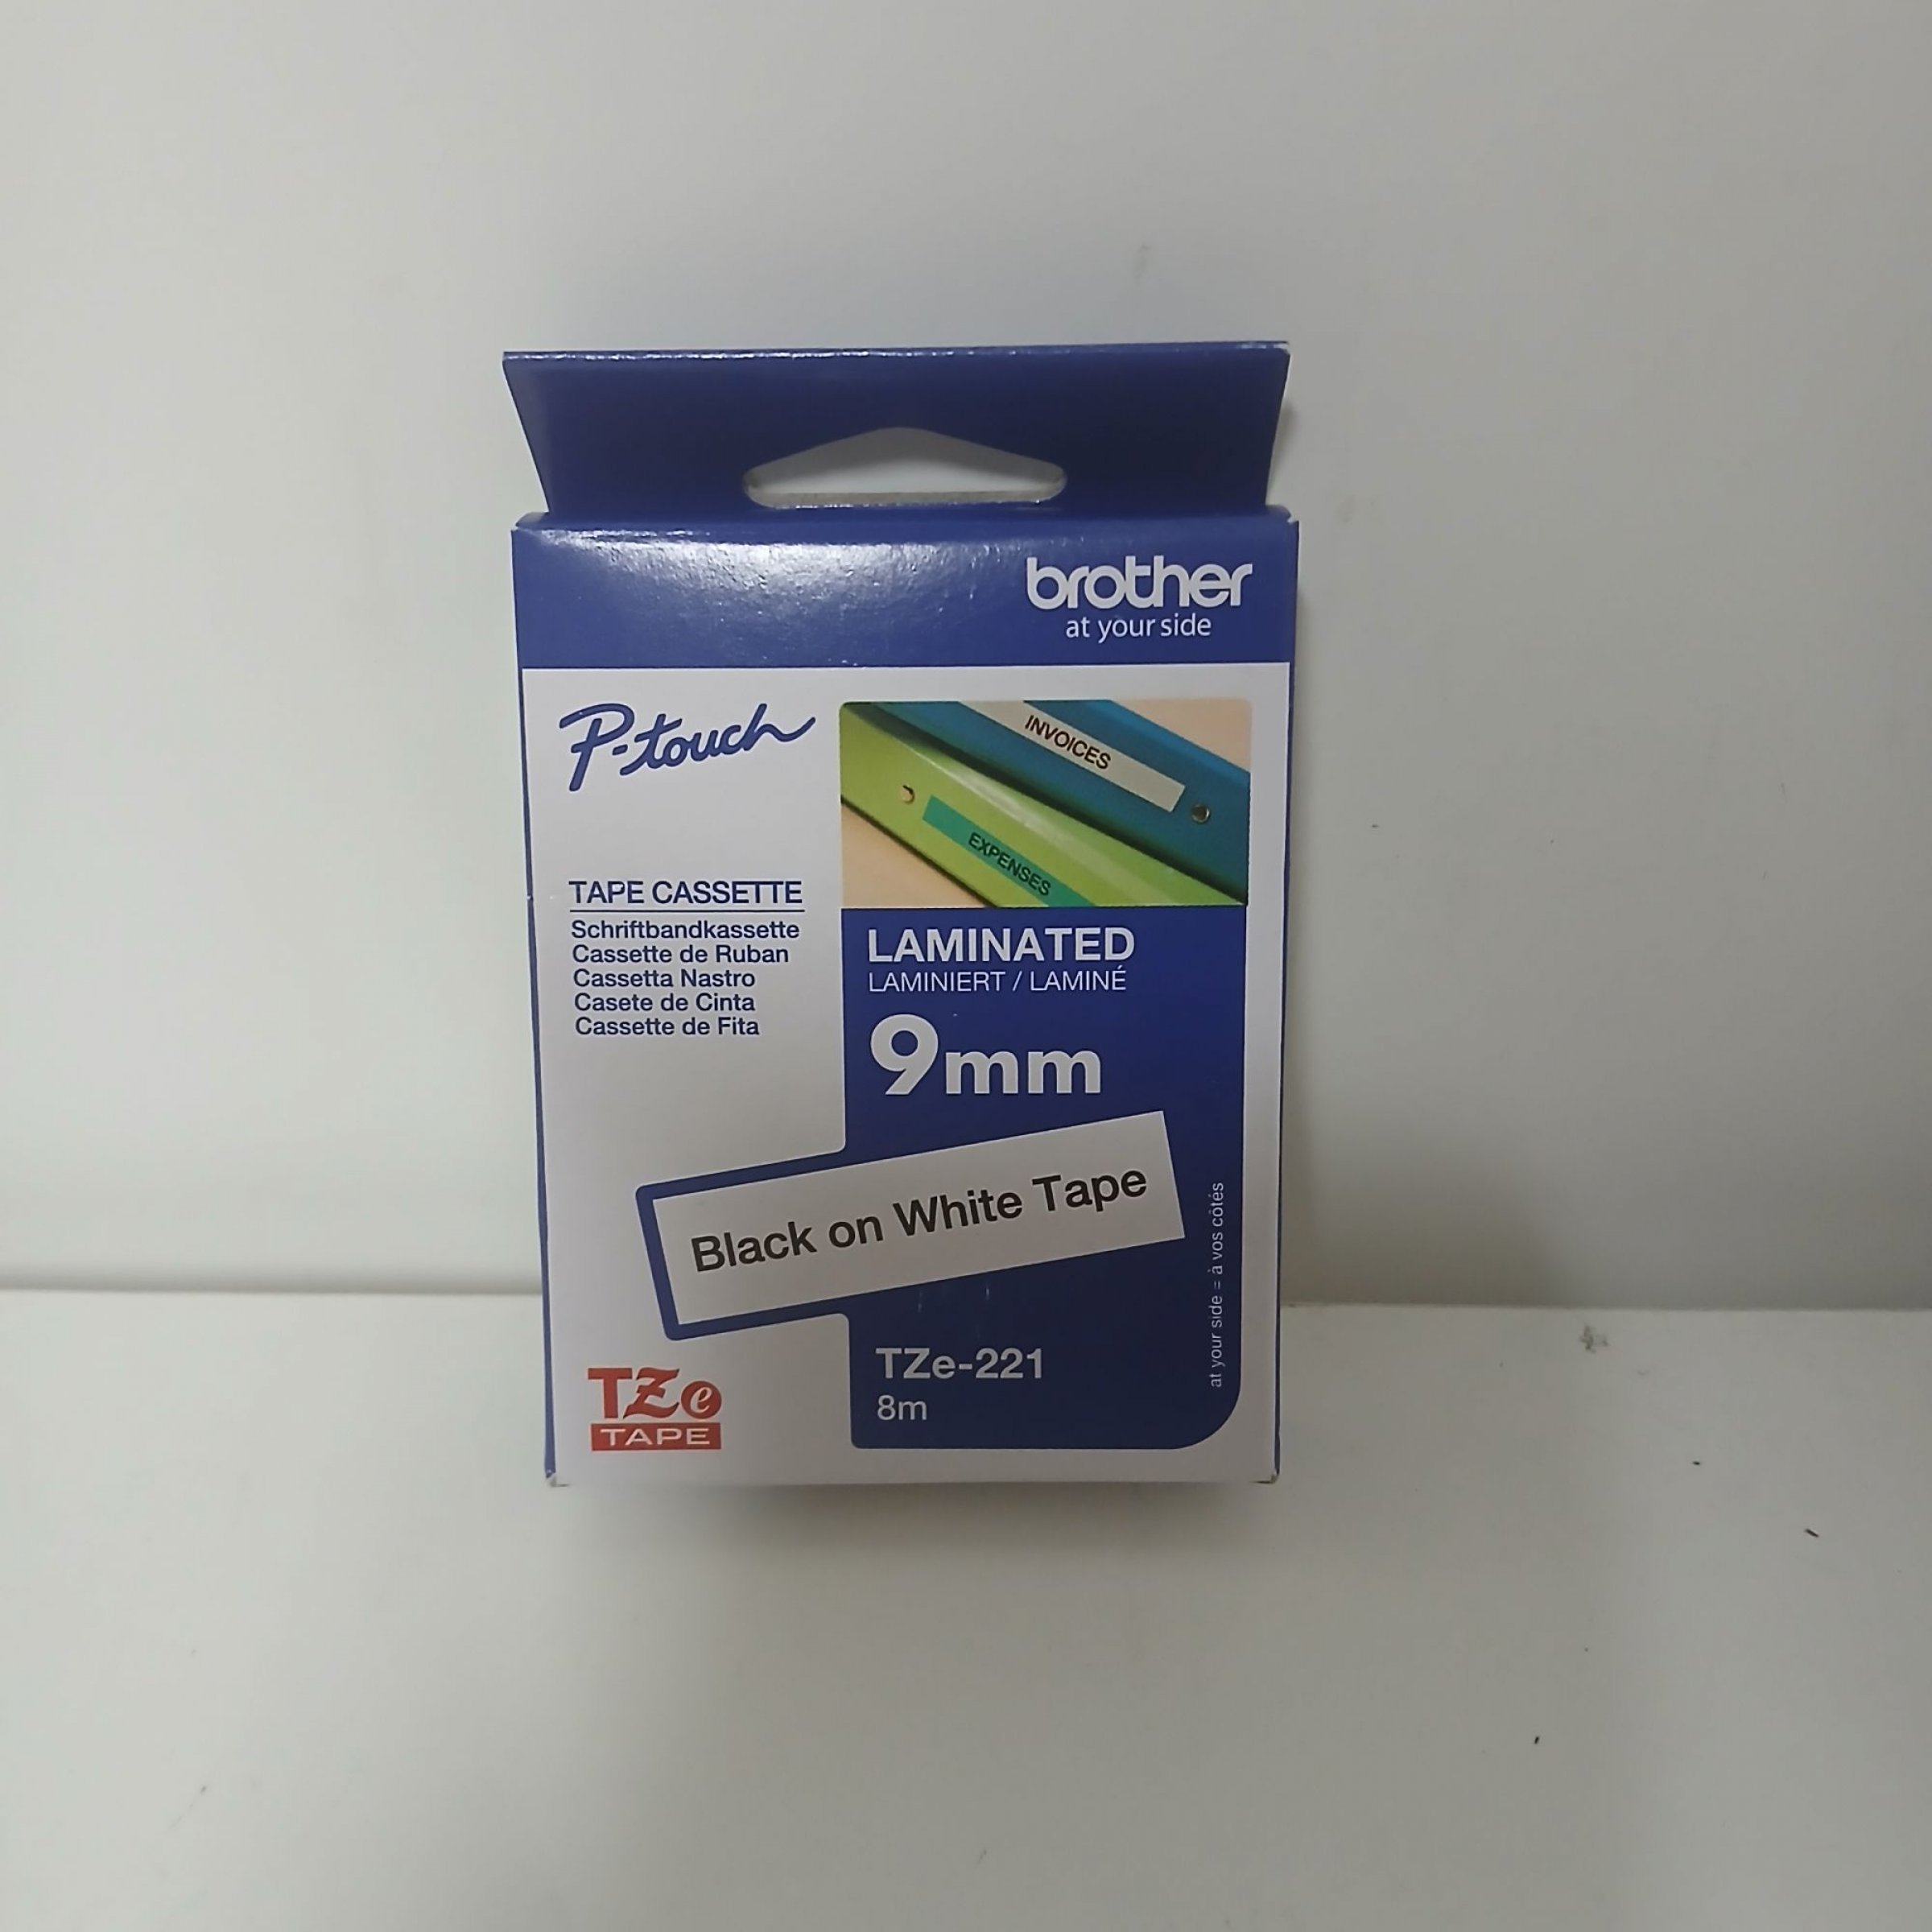 brother
at your side
P-touch
INVOICES
EXPENSES
TAPE CASSETTE
Schriftbandkassette
Cassette de Ruban
Cassetta Nastro
Casete de Cinta
Cassette de Fita
LAMINATED
LAMINIERT / LAMINÉ
9mm
Black on White Tape
TZe-221
8m
at your side = à vos côtés
TZe
TAPE